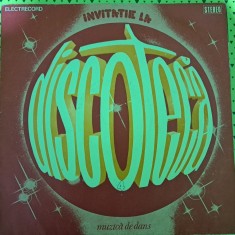 INVITAȚIE LA
ELECTRECORD
STEREO
discoteca
muzică de dans